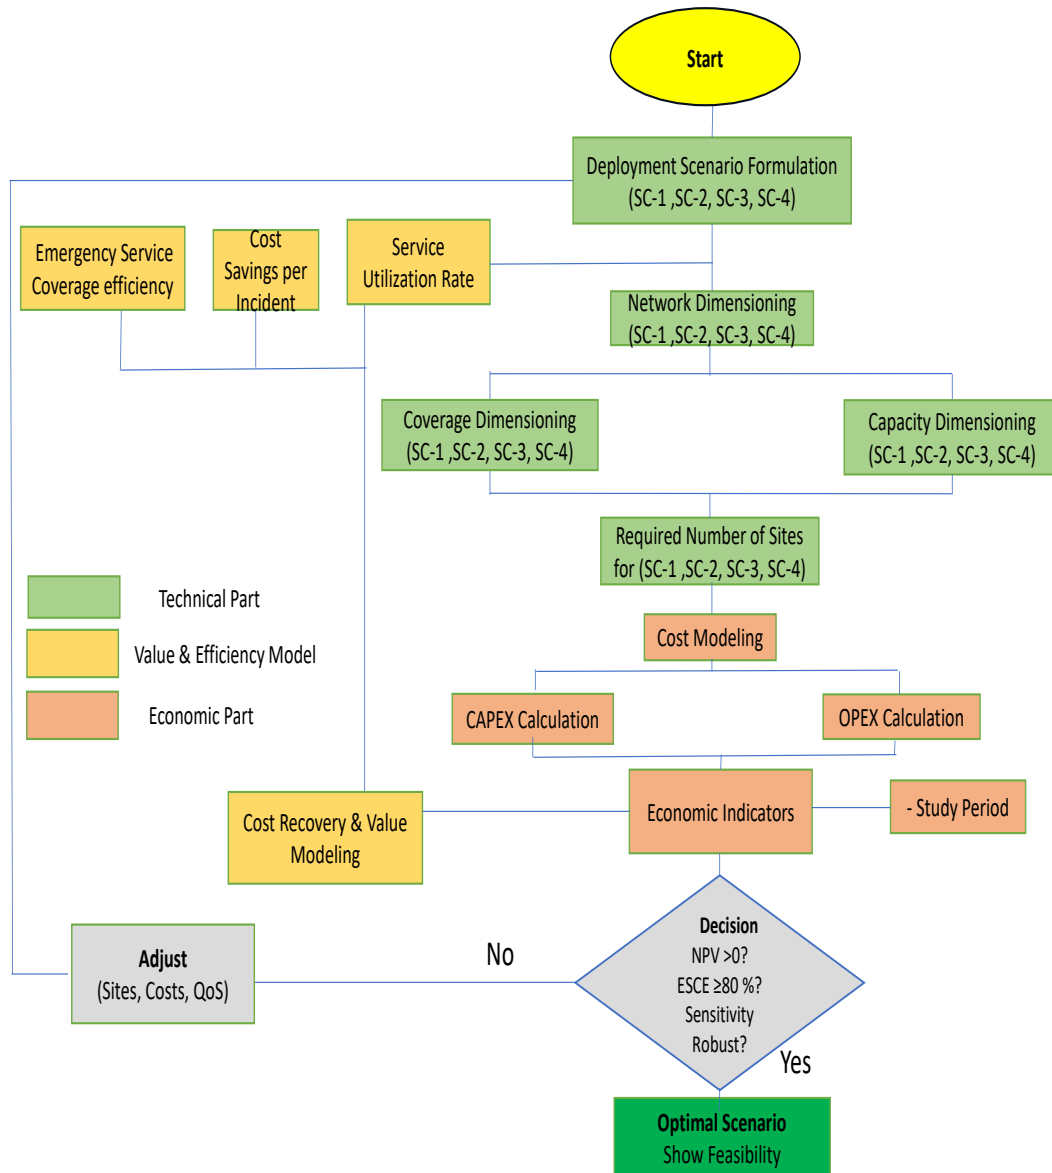 Start
Deployment Scenario Formulation
(SC-1 ,SC-2, SC-3, SC-4)
Emergency Service
Coverage efficiency
Cost
Savings per
Incident
Service
Utilization Rate
Network Dimensioning
(SC-1 ,SC-2, SC-3, SC-4)
Coverage Dimensioning
(SC-1 ,SC-2, SC-3, SC-4)
Capacity Dimensioning
(SC-1 ,SC-2, SC-3, SC-4)
Required Number of Sites
for (SC-1 ,SC-2, SC-3, SC-4)
Technical Part
Value & Efficiency Model
Economic Part
Cost Modeling
CAPEX Calculation
OPEX Calculation
Cost Recovery & Value
Modeling
Economic Indicators
- Study Period
Adjust
(Sites, Costs, QoS)
No
Decision
NPV >0?
ESCE ≥80 %?
Sensitivity
Robust?
Yes
Optimal Scenario
Show Feasibility